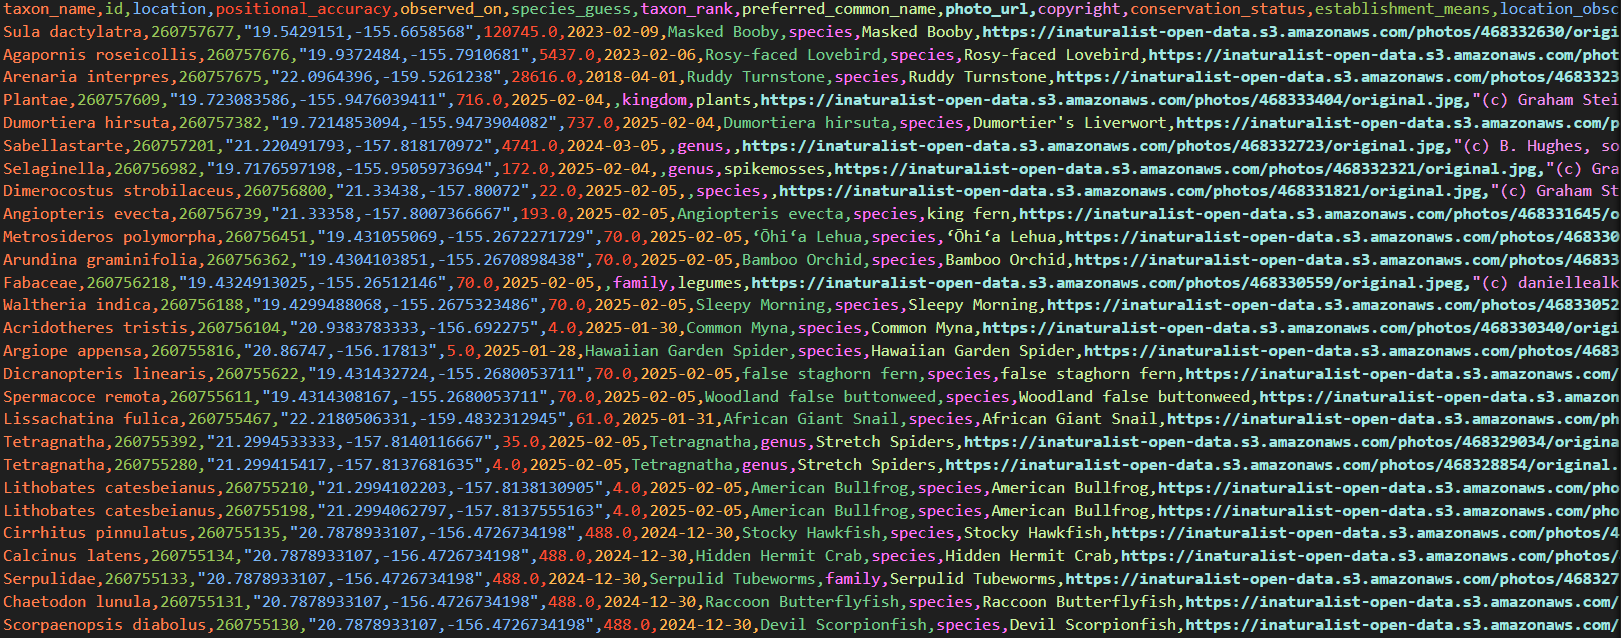 taxon_name,id,location,positional_accuracy,observed_on,species_guess,taxon_rank,preferred_common_name,photo_url,copyright,conservation_status,establishment_means,location_obsc
Sula dactylatra,260757677,"19.5429151,-155.6658568",120745.0,2023-02-09,Masked Booby,species,Masked Booby,https://inaturalist-open-data.s3.amazonaws.com/photos/468332630/origi
Agapornis roseicollis,260757676,"19.9372484,-155.7910681",5437.0,2023-02-06,Rosy-faced Lovebird,species,Rosy-faced Lovebird,https://inaturalist-open-data.s3.amazonaws.com/phot
Arenaria interpres,260757675,"22.0964396,-159.5261238",28616.0,2018-04-01,Ruddy Turnstone,species,Ruddy Turnstone,https://inaturalist-open-data.s3.amazonaws.com/photos/4683323
Plantae,260757609,"19.723083586,-155.9476039411",716.0,2025-02-04,,kingdom,plants,https://inaturalist-open-data.s3.amazonaws.com/photos/468333404/original.jpg,"(c) Graham Stei
Dumortiera hirsuta,260757382,"19.7214853094,-155.9473904082",737.0,2025-02-04,Dumortiera hirsuta,species,Dumortier's Liverwort,https://inaturalist-open-data.s3.amazonaws.com/p
Sabellastarte,260757201,"21.220491793,-157.818170972",4741.0,2024-03-05,,genus,,https://inaturalist-open-data.s3.amazonaws.com/photos/468332723/original.jpg,"(c) B. Hughes, so
Selaginella,260756982,"19.7176597198,-155.9505973694",172.0,2025-02-04,,genus,spikemosses,https://inaturalist-open-data.s3.amazonaws.com/photos/468332321/original.jpg,"(c) Gra
Dimerocostus strobilaceus,260756800,"21.33438,-157.80072",22.0,2025-02-05,,species,,https://inaturalist-open-data.s3.amazonaws.com/photos/468331821/original.jpg,"(c) Graham St
Angiopteris evecta,260756739,"21.33358,-157.8007366667",193.0,2025-02-05,Angiopteris evecta,species,king fern,https://inaturalist-open-data.s3.amazonaws.com/photos/468331645/o
Metrosideros polymorpha,260756451,"19.431055069,-155.2672271729",70.0,2025-02-05,ʻŌhiʻa Lehua,species,ʻŌhiʻa Lehua,https://inaturalist-open-data.s3.amazonaws.com/photos/468330
Arundina graminifolia,260756362,"19.4304103851,-155.2670898438",70.0,2025-02-05,Bamboo Orchid,species,Bamboo Orchid,https://inaturalist-open-data.s3.amazonaws.com/photos/46833
Fabaceae,260756218,"19.4324913025,-155.26512146",70.0,2025-02-05,,family,legumes,https://inaturalist-open-data.s3.amazonaws.com/photos/468330559/original.jpeg,"(c) daniellealk
Waltheria indica,260756188,"19.4299488068,-155.2675323486",70.0,2025-02-05,Sleepy Morning,species,Sleepy Morning,https://inaturalist-open-data.s3.amazonaws.com/photos/468330052
Acridotheres tristis,260756104,"20.9383783333,-156.692275",4.0,2025-01-30,Common Myna,species,Common Myna,https://inaturalist-open-data.s3.amazonaws.com/photos/468330340/origi
Argiope appensa,260755816,"20.86747,-156.17813",5.0,2025-01-28,Hawaiian Garden Spider,species,Hawaiian Garden Spider,https://inaturalist-open-data.s3.amazonaws.com/photos/4683
Dicranopteris linearis,260755622,"19.431432724,-155.2680053711",70.0,2025-02-05,false staghorn fern,species,false staghorn fern,https://inaturalist-open-data.s3.amazonaws.com/
Spermacoce remota,260755611,"19.4314308167,-155.2680053711",70.0,2025-02-05,Woodland false buttonweed,species,Woodland false buttonweed,https://inaturalist-open-data.s3.amazon
Lissachatina fulica,260755467,"22.2180506331,-159.4832312945",61.0,2025-01-31,African Giant Snail,species,African Giant Snail,https://inaturalist-open-data.s3.amazonaws.com/ph
Tetragnatha,260755392,"21.2994533333,-157.8140116667",35.0,2025-02-05,Tetragnatha,genus,Stretch Spiders,https://inaturalist-open-data.s3.amazonaws.com/photos/468329034/origina
Tetragnatha,260755280,"21.299415417,-157.8137681635",4.0,2025-02-05,Tetragnatha,genus,Stretch Spiders,https://inaturalist-open-data.s3.amazonaws.com/photos/468328854/original.
Lithobates catesbeianus,260755210,"21.2994102203,-157.8138130905",4.0,2025-02-05,American Bullfrog,species,American Bullfrog,https://inaturalist-open-data.s3.amazonaws.com/pho
Lithobates catesbeianus,260755198,"21.2994062797,-157.8137555163",4.0,2025-02-05,American Bullfrog,species,American Bullfrog,https://inaturalist-open-data.s3.amazonaws.com/pho
Cirrhitus pinnulatus,260755135,"20.7878933107,-156.4726734198",488.0,2024-12-30,Stocky Hawkfish,species,Stocky Hawkfish,https://inaturalist-open-data.s3.amazonaws.com/photos/4
Calcinus latens,260755134,"20.7878933107,-156.4726734198",488.0,2024-12-30,Hidden Hermit Crab,species,Hidden Hermit Crab,https://inaturalist-open-data.s3.amazonaws.com/photos/
Serpulidae,260755133,"20.7878933107,-156.4726734198",488.0,2024-12-30,Serpulid Tubeworms,family,Serpulid Tubeworms,https://inaturalist-open-data.s3.amazonaws.com/photos/468327
Chaetodon lunula,260755131,"20.7878933107,-156.4726734198",488.0,2024-12-30,Raccoon Butterflyfish,species,Raccoon Butterflyfish,https://inaturalist-open-data.s3.amazonaws.com/photos/
Scorpaenopsis diabolus,260755130,"20.7878933107,-156.4726734198",488.0,2024-12-30,Devil Scorpionfish,species,Devil Scorpionfish,https://inaturalist-open-data.s3.amazonaws.com/